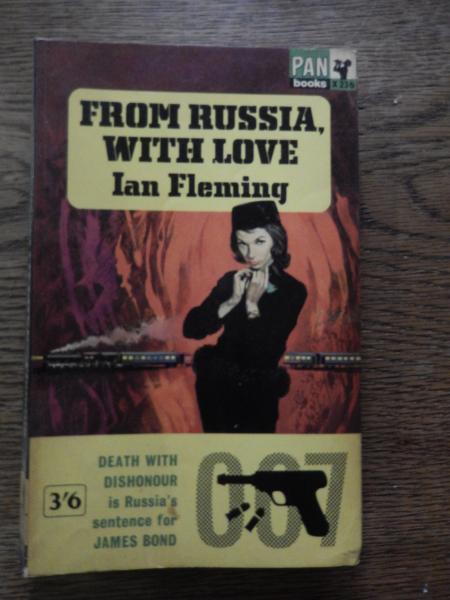 PAN
books X 236
FROM RUSSIA,
WITH LOVE
Ian Fleming
DEATH WITH
DISHONOUR
is Russia's
sentence for
JAMES BOND
3'6
007